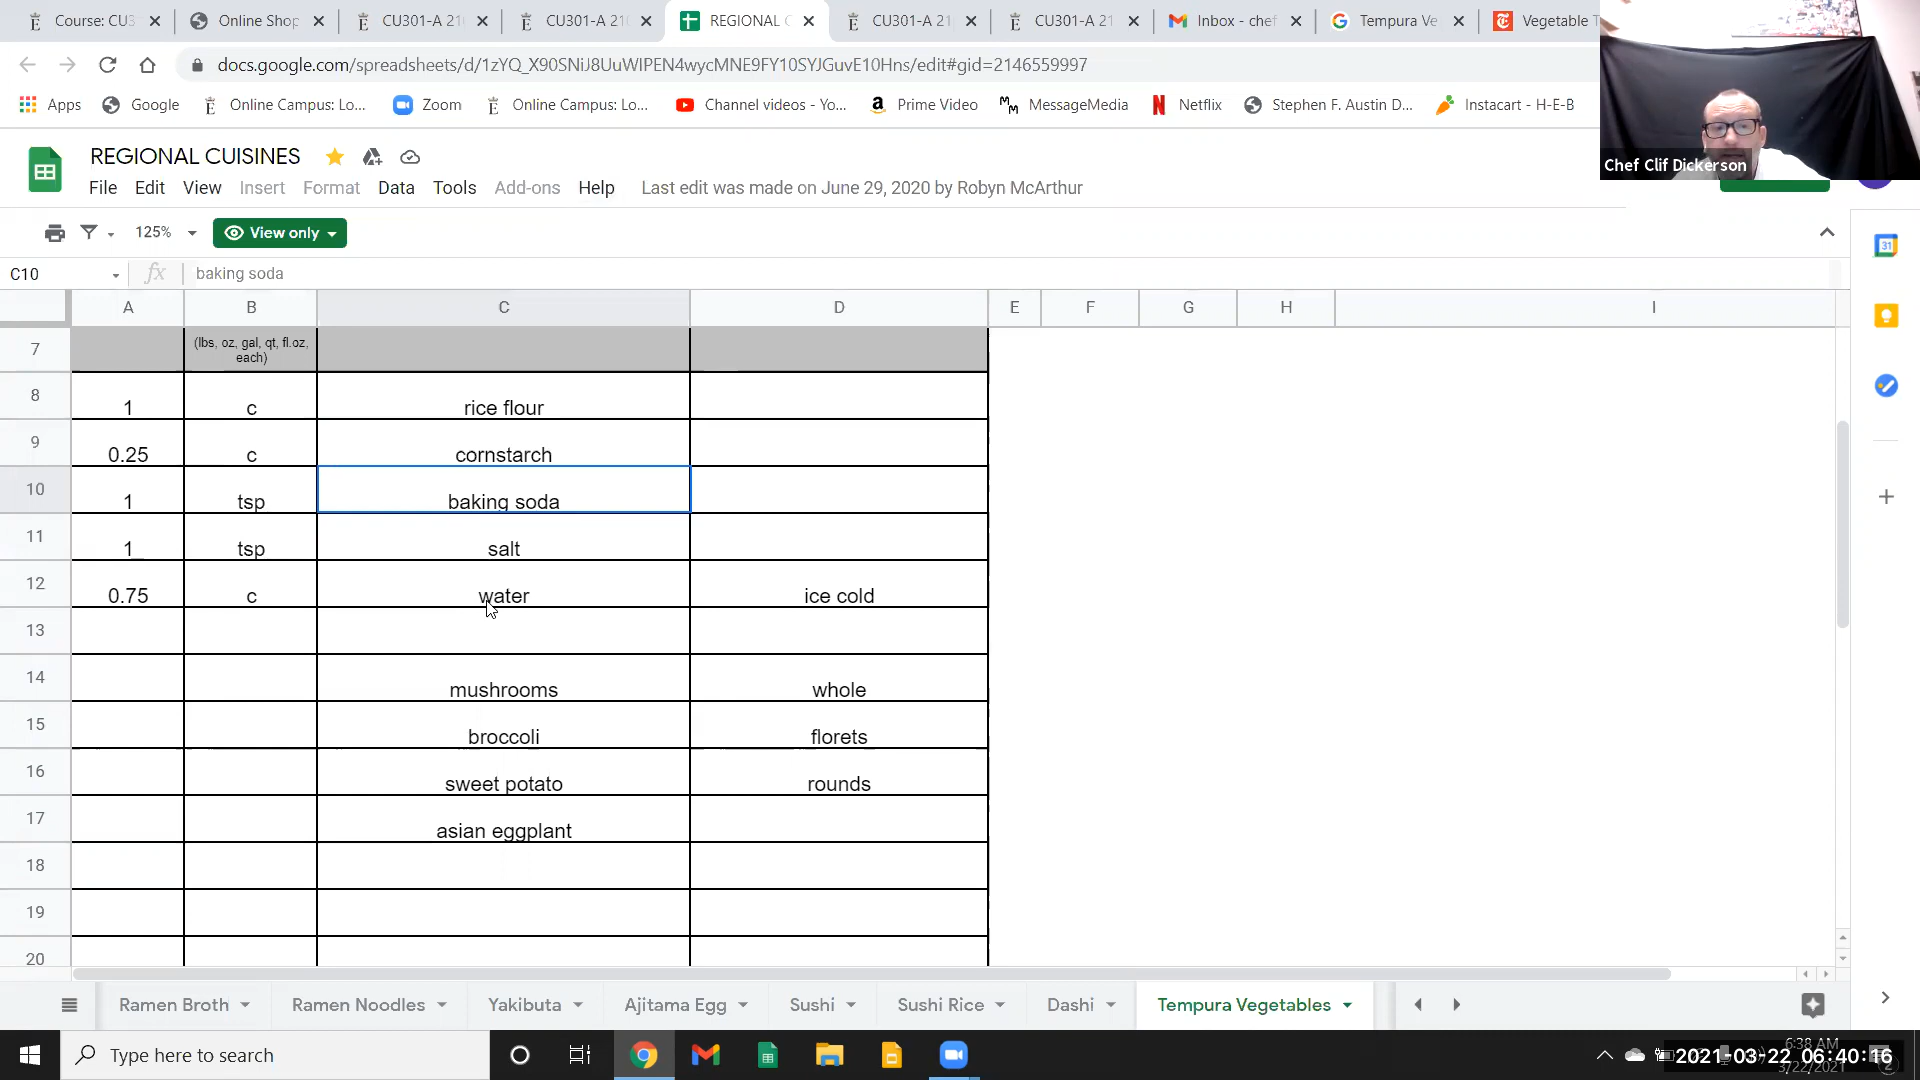 Course: CUS
Online Shop
CU301-A 21
CU301-A 21
REGIONAL C
CU301-A 21
CU301-A 21
Inbox - chef
Tempura Ve
Vegetable T
docs.google.com/spreadsheets/d/1zYQ_X90SNiJ8UuWIPEN4wycMNE9FY10SYJGuvE10Hns/edit#gid=2146559997
Apps
Google
Online Campus: Lo...
Zoom
Online Campus: Lo...
Channel videos - Yo...
Prime Video
MessageMedia
Netflix
Stephen F. Austin D...
Instacart - H-E-B
Chef Clif Dickerson
REGIONAL CUISINES
File Edit View Insert Format Data Tools Add-ons Help Last edit was made on June 29, 2020 by Robyn McArthur
125% View only
C10 fx baking soda
A B C D E F G H I
7 (lbs, oz, gal, qt, fl.oz,
each)
8 1 c rice flour
9 0.25 c cornstarch
10 1 tsp baking soda
11 1 tsp salt
12 0.75 c water ice cold
13
14 mushrooms whole
15 broccoli florets
16 sweet potato rounds
17 asian eggplant
18
19
20
Ramen Broth Ramen Noodles Yakibuta Ajitama Egg Sushi Sushi Rice Dashi Tempura Vegetables
Type here to search
6:38 AM
2021-03-22 06:40:16
3/22/2021